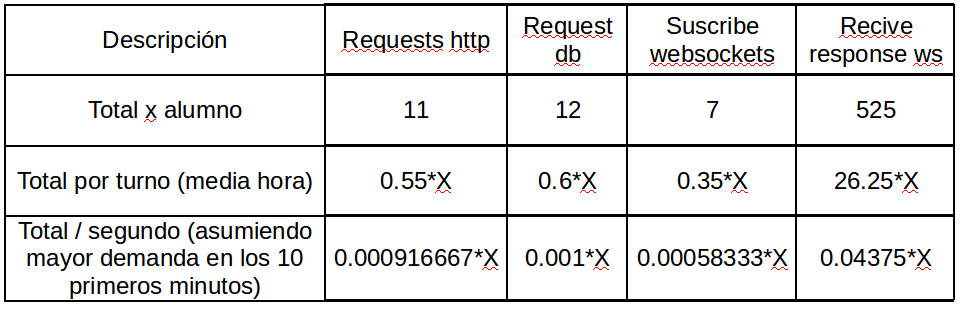 Descripción
Requests http
Request
db
Suscribe
websockets
Recive
response ws
Total x alumno
11
12
7
525
Total por turno (media hora)
0.55*X
0.6*X
0.35*X
26.25*X
Total / segundo (asumiendo
mayor demanda en los 10
primeros minutos)
0.000916667*X
0.001*X
0.00058333*X
0.04375*X